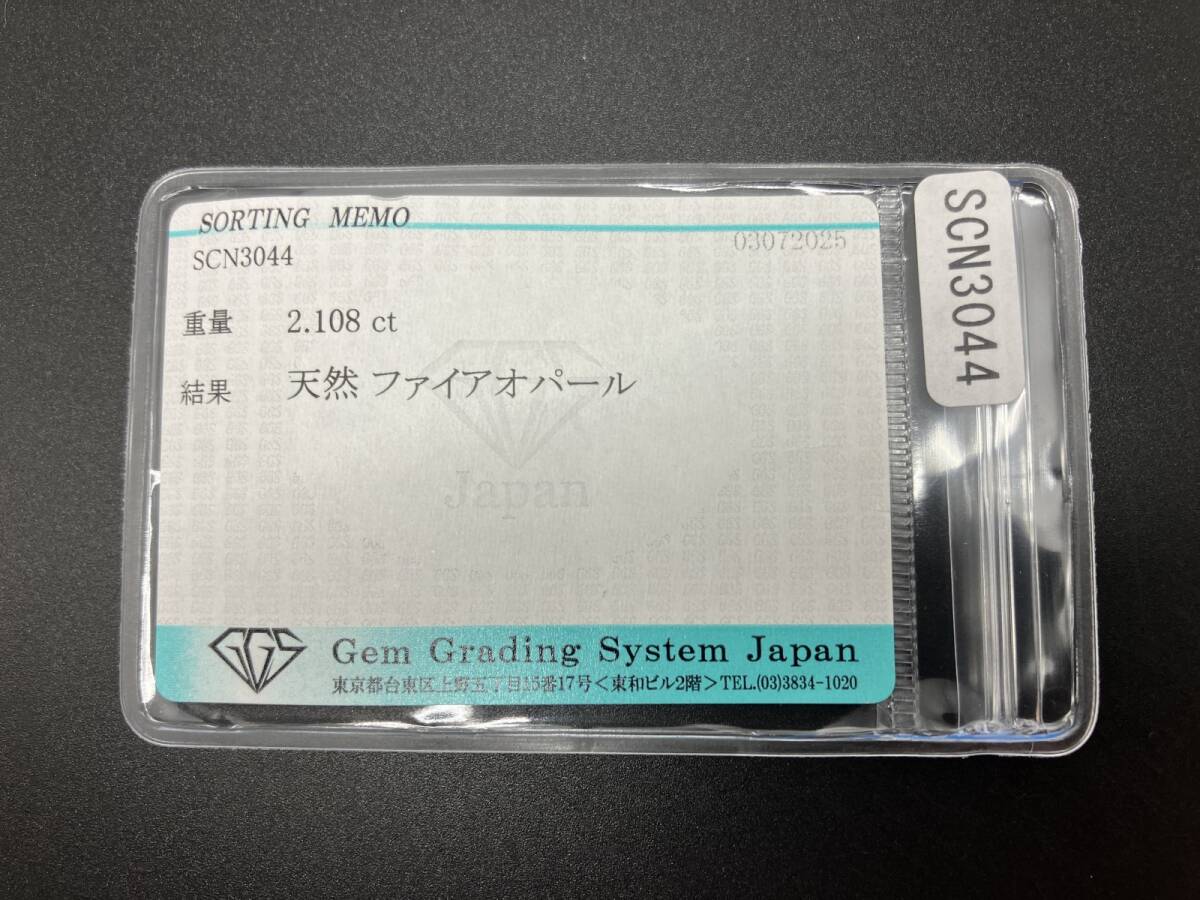 SORTING MEMO
SCN3044
03072025
重量 2.108 ct
結果 天然 ファイアオパール
Japan
GGS
Gem Grading System Japan
東京都台東区上野五丁目15番17号<東和ビル2階>TEL.(03)3834-1020
SCN3044